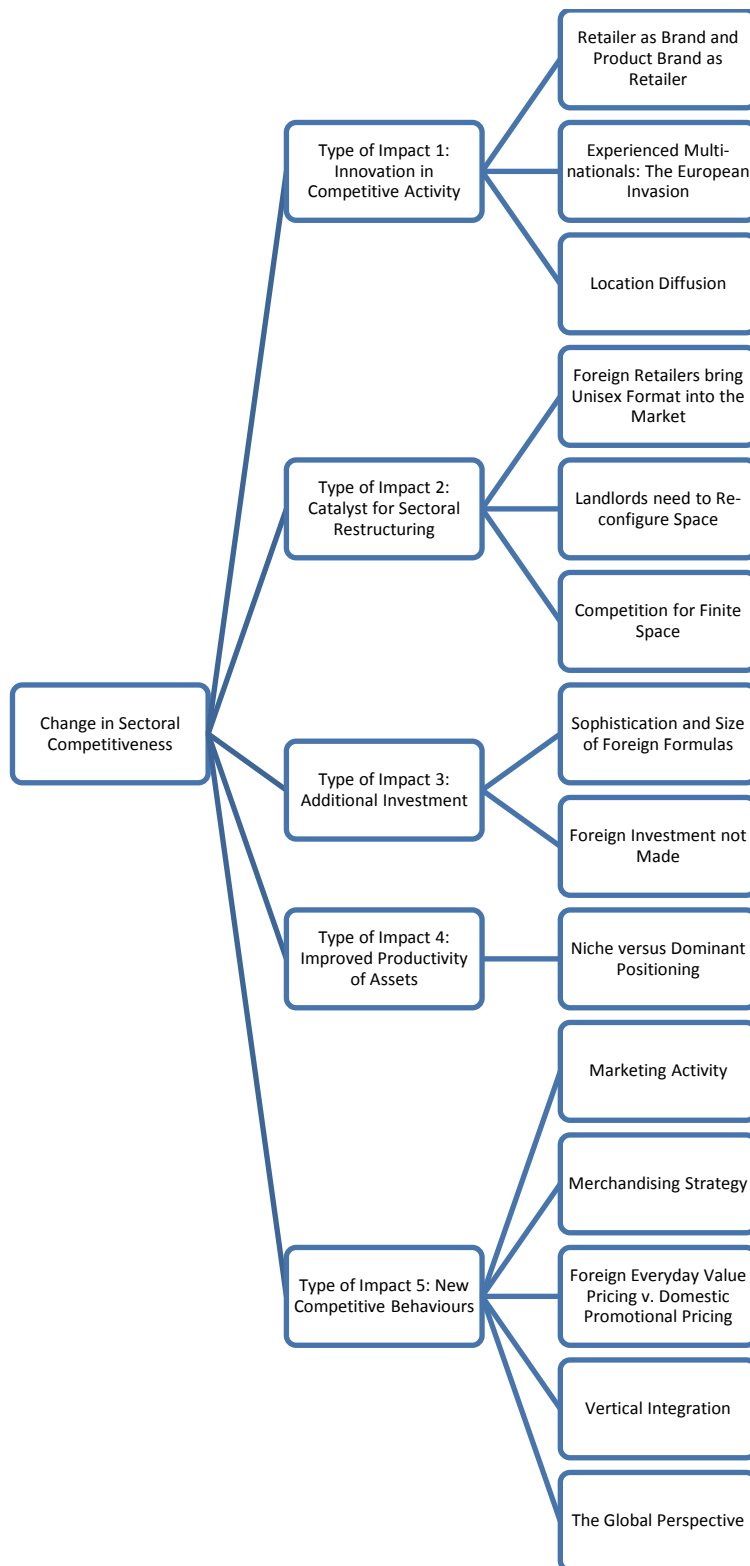 Retailer as Brand and
Product Brand as
Retailer
Type of Impact 1:
Innovation in
Competitive Activity
Experienced Multi-
nationals: The European
Invasion
Location Diffusion
Foreign Retailers bring
Unisex Format into the
Market
Type of Impact 2:
Catalyst for Sectoral
Restructuring
Landlords need to Re-
configure Space
Competition for Finite
Space
Change in Sectoral
Competitiveness
Sophistication and Size
of Foreign Formulas
Type of Impact 3:
Additional Investment
Foreign Investment not
Made
Type of Impact 4:
Improved Productivity
of Assets
Niche versus Dominant
Positioning
Marketing Activity
Merchandising Strategy
Type of Impact 5: New
Competitive Behaviours
Foreign Everyday Value
Pricing v. Domestic
Promotional Pricing
Vertical Integration
The Global Perspective